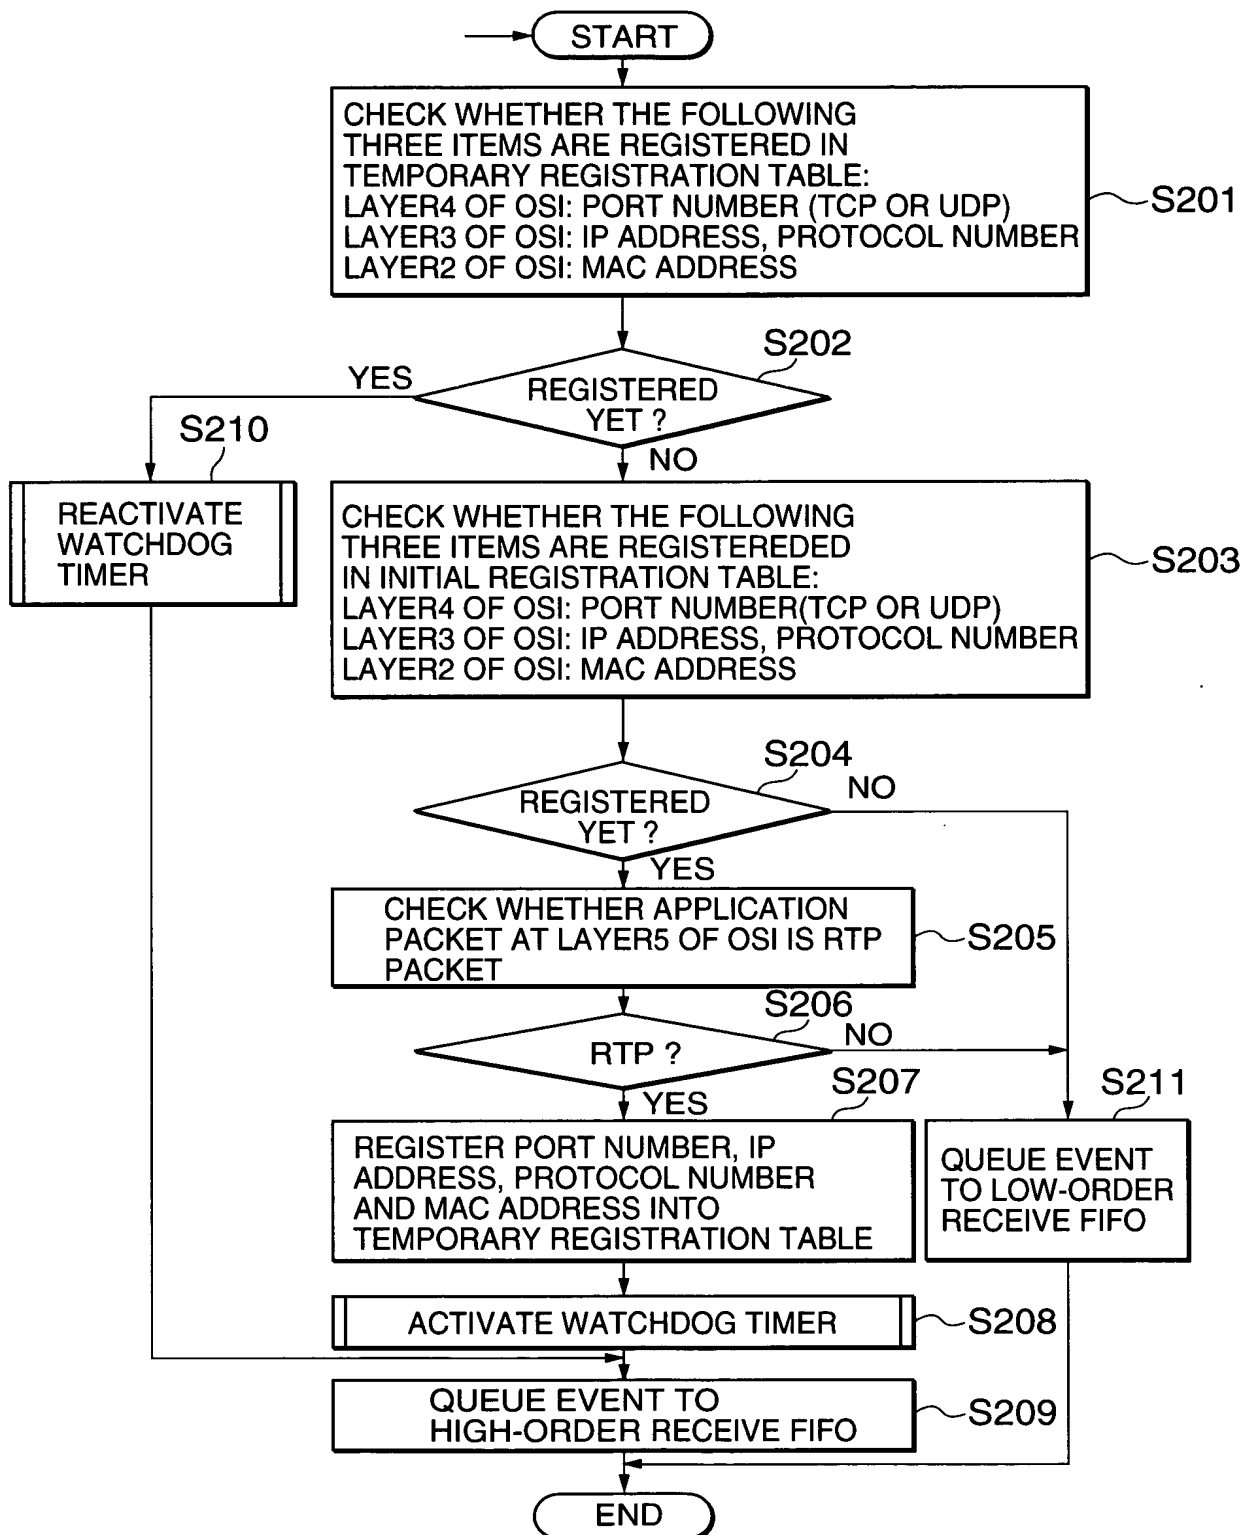 START
CHECK WHETHER THE FOLLOWING
THREE ITEMS ARE REGISTERED IN
TEMPORARY REGISTRATION TABLE:
LAYER4 OF OSI: PORT NUMBER (TCP OR UDP)
LAYER3 OF OSI: IP ADDRESS, PROTOCOL NUMBER
LAYER2 OF OSI: MAC ADDRESS
S201
S202
YES
REGISTERED
YET ?
NO
S210
REACTIVATE
WATCHDOG
TIMER
CHECK WHETHER THE FOLLOWING
THREE ITEMS ARE REGISTEREDED
IN INITIAL REGISTRATION TABLE:
LAYER4 OF OSI: PORT NUMBER(TCP OR UDP)
LAYER3 OF OSI: IP ADDRESS, PROTOCOL NUMBER
LAYER2 OF OSI: MAC ADDRESS
S203
S204
REGISTERED
YET ?
NO
YES
CHECK WHETHER APPLICATION
PACKET AT LAYER5 OF OSI IS RTP
PACKET
S205
S206
RTP ?
NO
YES
S207
REGISTER PORT NUMBER, IP
ADDRESS, PROTOCOL NUMBER
AND MAC ADDRESS INTO
TEMPORARY REGISTRATION TABLE
S211
QUEUE EVENT
TO LOW-ORDER
RECEIVE FIFO
ACTIVATE WATCHDOG TIMER
S208
QUEUE EVENT TO
HIGH-ORDER RECEIVE FIFO
S209
END